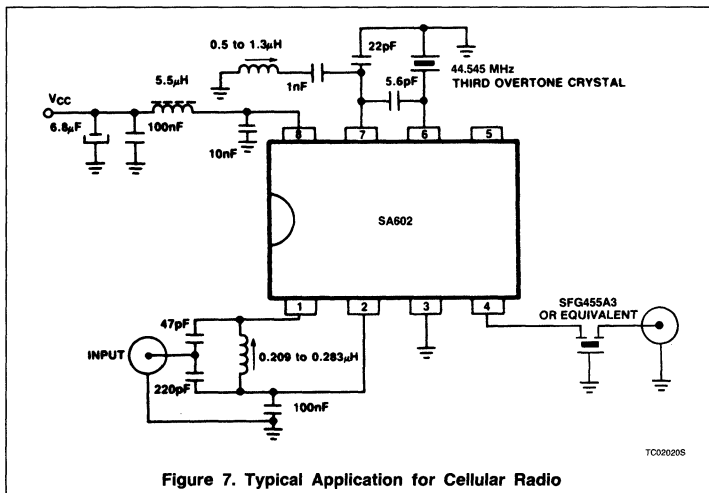 0.5 to 1.3μH
22pF
1nF
44.545 MHz
THIRD OVERTONE CRYSTAL
5.6pF
5.5μH
VCC
6.8μF
100nF
10nF
8
7
6
5
SA602
1
2
3
4
SFG455A3
OR EQUIVALENT
47pF
INPUT
0.209 to 0.283μH
220pF
100nF
TC02020S
Figure 7. Typical Application for Cellular Radio